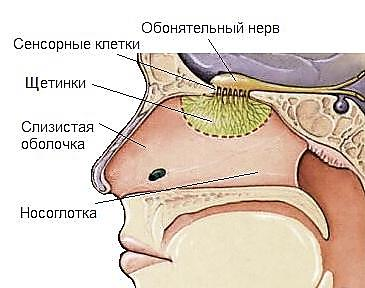 Обонятельный нерв
Сенсорные клетки
Щетинки
Слизистая
оболочка
Носоглотка